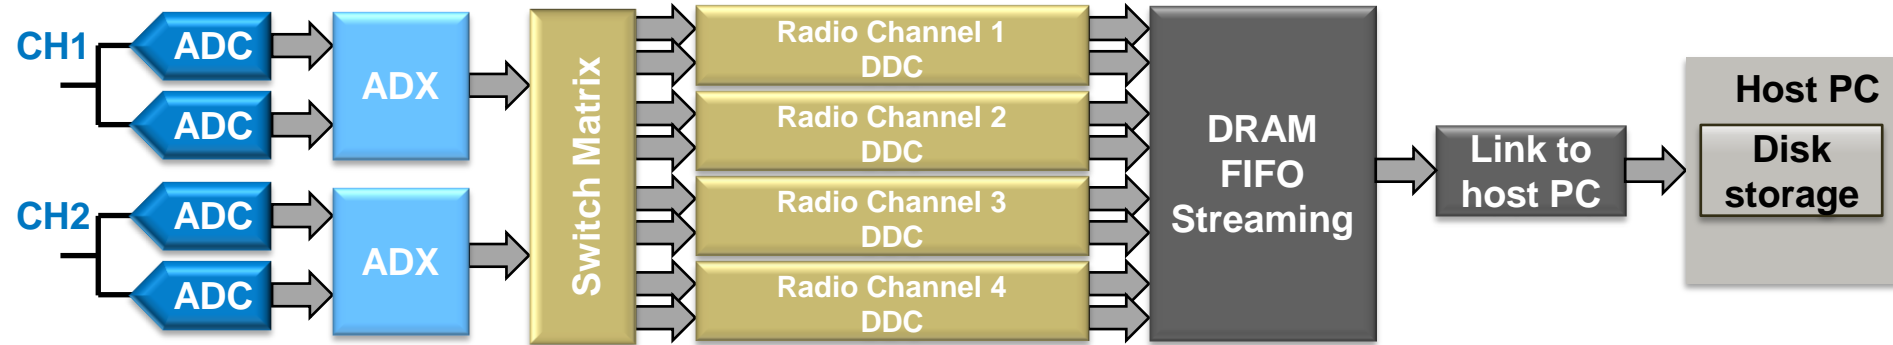 CH1
ADC
ADC
ADX
CH2
ADC
ADC
ADX
Switch Matrix
Radio Channel 1
DDC
Radio Channel 2
DDC
Radio Channel 3
DDC
Radio Channel 4
DDC
DRAM
FIFO
Streaming
Link to
host PC
Host PC
Disk
storage